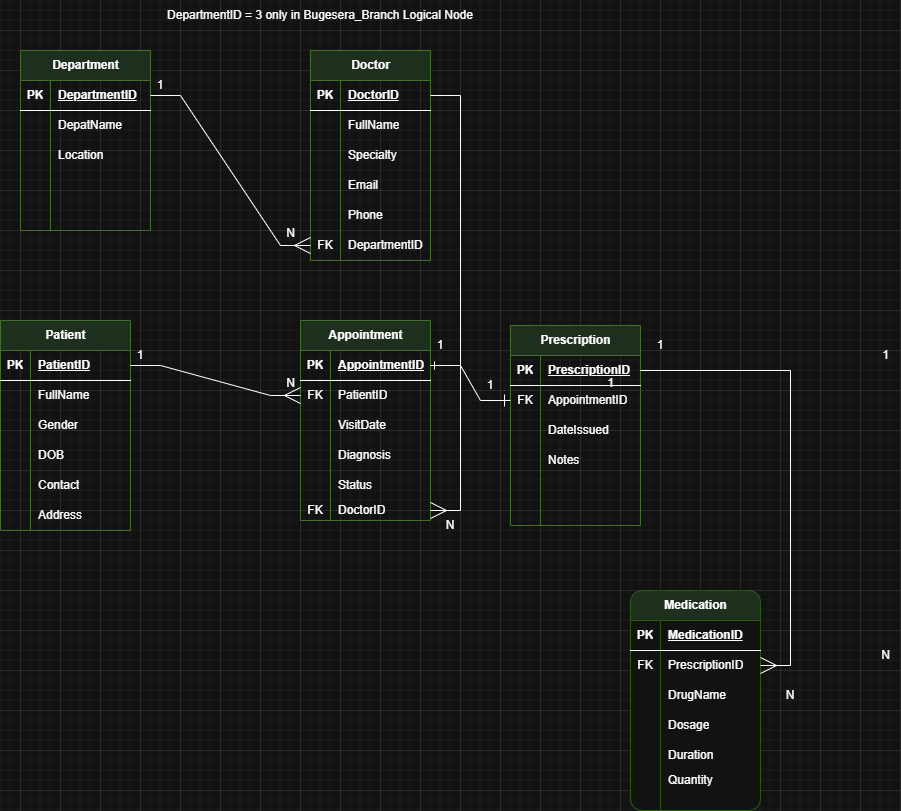 DepartmentID = 3 only in Bugesera_Branch Logical Node
Department
PK DepartmentID
DepatName
Location
1
N
Doctor
PK DoctorID
FullName
Specialty
Email
Phone
FK DepartmentID
Patient
PK PatientID
FullName
Gender
DOB
Contact
Address
1
N
Appointment
PK AppointmentID
FK PatientID
VisitDate
Diagnosis
Status
FK DoctorID
1
1
N
Prescription
PK PrescriptionID
1
FK AppointmentID
DateIssued
Notes
1
1
Medication
PK MedicationID
FK PrescriptionID
DrugName
Dosage
Duration
Quantity
N
N